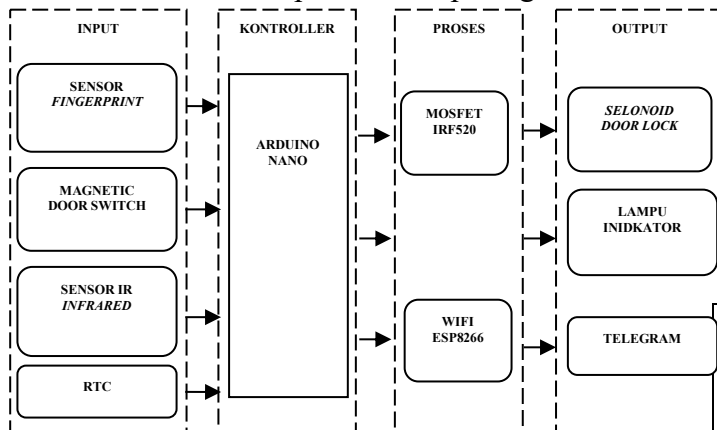 INPUT
KONTROLLER
PROSES
OUTPUT
SENSOR
FINGERPRINT
MAGNETIC
DOOR SWITCH
SENSOR IR
INFRARED
RTC
ARDUINO
NANO
MOSFET
IRF520
WIFI
ESP8266
SELONOID
DOOR LOCK
LAMPU
INIDKATOR
TELEGRAM